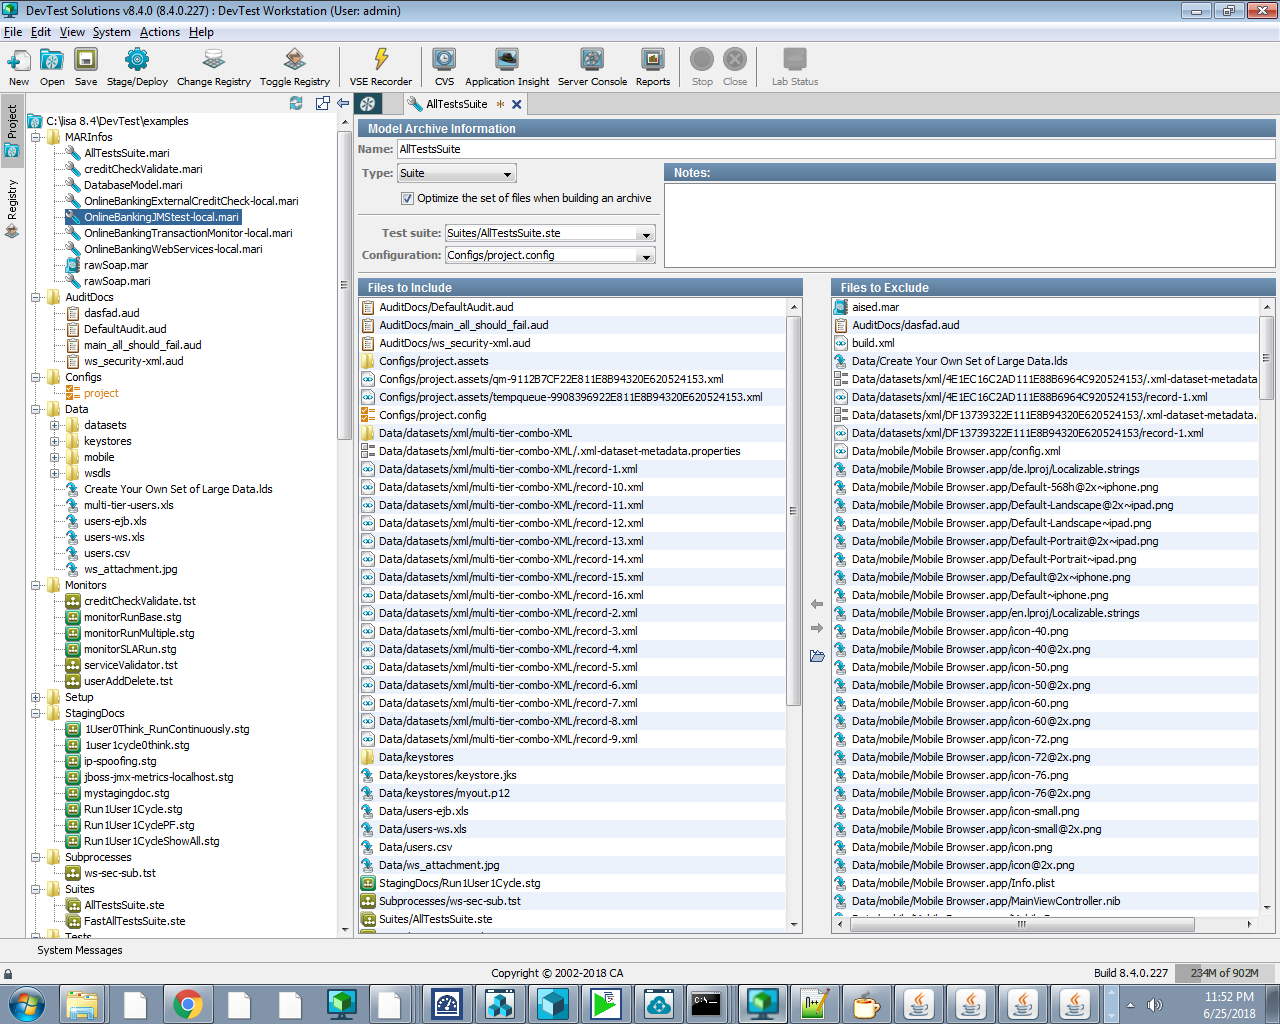 DevTest Solutions v8.4.0 (8.4.0.227) : DevTest Workstation (User: admin)
File Edit View System Actions Help
New Open Save Stage/Deploy Change Registry Toggle Registry VSE Recorder CVS Application Insight Server Console Reports Stop Close Lab Status
Project
Registry
C:\lisa 8.4\DevTest\examples
MARInfos
AllTestsSuite.mari
creditCheckValidate.mari
DatabaseModel.mari
OnlineBankingExternalCreditCheck-local.mari
OnlineBankingJMStest-local.mari
OnlineBankingTransactionMonitor-local.mari
OnlineBankingWebServices-local.mari
rawSoap.mar
rawSoap.mari
AuditDocs
dasfad.aud
DefaultAudit.aud
main_all_should_fail.aud
ws_security-xml.aud
Configs
project
Data
datasets
keystores
mobile
wsdls
Create Your Own Set of Large Data.lds
multi-tier-users.xls
users-ejb.xls
users-ws.xls
users.csv
ws_attachment.jpg
Monitors
creditCheckValidate.tst
monitorRunBase.stg
monitorRunMultiple.stg
monitorSLARun.stg
serviceValidator.tst
userAddDelete.tst
Setup
StagingDocs
1User0Think_RunContinuously.stg
1user1cycle0think.stg
ip-spoofing.stg
jboss-jmx-metrics-localhost.stg
mystagingdoc.stg
Run1User1Cycle.stg
Run1User1CyclePF.stg
Run1User1CycleShowAll.stg
Subprocesses
ws-sec-sub.tst
Suites
AllTestsSuite.ste
FastAllTestsSuite.ste
Tests
AllTestsSuite
Model Archive Information
Name: AllTestsSuite
Type: Suite
Optimize the set of files when building an archive
Test suite: Suites/AllTestsSuite.ste
Configuration: Configs/project.config
Notes:
Files to Include
AuditDocs/DefaultAudit.aud
AuditDocs/main_all_should_fail.aud
AuditDocs/ws_security-xml.aud
Configs/project.assets
Configs/project.assets/qm-9112B7CF22E811E8B94320E620524153.xml
Configs/project.assets/tempqueue-9908396922E811E8B94320E620524153.xml
Configs/project.config
Data/datasets/xml/multi-tier-combo-XML
Data/datasets/xml/multi-tier-combo-XML/.xml-dataset-metadata.properties
Data/datasets/xml/multi-tier-combo-XML/record-1.xml
Data/datasets/xml/multi-tier-combo-XML/record-10.xml
Data/datasets/xml/multi-tier-combo-XML/record-11.xml
Data/datasets/xml/multi-tier-combo-XML/record-12.xml
Data/datasets/xml/multi-tier-combo-XML/record-13.xml
Data/datasets/xml/multi-tier-combo-XML/record-14.xml
Data/datasets/xml/multi-tier-combo-XML/record-15.xml
Data/datasets/xml/multi-tier-combo-XML/record-16.xml
Data/datasets/xml/multi-tier-combo-XML/record-2.xml
Data/datasets/xml/multi-tier-combo-XML/record-3.xml
Data/datasets/xml/multi-tier-combo-XML/record-4.xml
Data/datasets/xml/multi-tier-combo-XML/record-5.xml
Data/datasets/xml/multi-tier-combo-XML/record-6.xml
Data/datasets/xml/multi-tier-combo-XML/record-7.xml
Data/datasets/xml/multi-tier-combo-XML/record-8.xml
Data/datasets/xml/multi-tier-combo-XML/record-9.xml
Data/keystores
Data/keystores/keystore.jks
Data/keystores/myout.p12
Data/users-ejb.xls
Data/users-ws.xls
Data/users.csv
Data/ws_attachment.jpg
StagingDocs/Run1User1Cycle.stg
Subprocesses/ws-sec-sub.tst
Suites/AllTestsSuite.ste
Files to Exclude
aised.mar
AuditDocs/dasfad.aud
build.xml
Data/Create Your Own Set of Large Data.lds
Data/datasets/xml/4E1EC16C2AD111E88B6964C920524153/.xml-dataset-metadata
Data/datasets/xml/4E1EC16C2AD111E88B6964C920524153/record-1.xml
Data/datasets/xml/DF13739322E111E8B94320E620524153/.xml-dataset-metadata.
Data/datasets/xml/DF13739322E111E8B94320E620524153/record-1.xml
Data/mobile/Mobile Browser.app/config.xml
Data/mobile/Mobile Browser.app/de.lproj/Localizable.strings
Data/mobile/Mobile Browser.app/Default-568h@2x~iphone.png
Data/mobile/Mobile Browser.app/Default-Landscape@2x~ipad.png
Data/mobile/Mobile Browser.app/Default-Landscape~ipad.png
Data/mobile/Mobile Browser.app/Default-Portrait@2x~ipad.png
Data/mobile/Mobile Browser.app/Default-Portrait~ipad.png
Data/mobile/Mobile Browser.app/Default@2x~iphone.png
Data/mobile/Mobile Browser.app/Default~iphone.png
Data/mobile/Mobile Browser.app/en.lproj/Localizable.strings
Data/mobile/Mobile Browser.app/icon-40.png
Data/mobile/Mobile Browser.app/icon-40@2x.png
Data/mobile/Mobile Browser.app/icon-50.png
Data/mobile/Mobile Browser.app/icon-50@2x.png
Data/mobile/Mobile Browser.app/icon-60.png
Data/mobile/Mobile Browser.app/icon-60@2x.png
Data/mobile/Mobile Browser.app/icon-72.png
Data/mobile/Mobile Browser.app/icon-72@2x.png
Data/mobile/Mobile Browser.app/icon-76.png
Data/mobile/Mobile Browser.app/icon-76@2x.png
Data/mobile/Mobile Browser.app/icon-small.png
Data/mobile/Mobile Browser.app/icon-small@2x.png
Data/mobile/Mobile Browser.app/icon.png
Data/mobile/Mobile Browser.app/icon@2x.png
Data/mobile/Mobile Browser.app/Info.plist
Data/mobile/Mobile Browser.app/MainViewController.nib
System Messages
Copyright © 2002-2018 CA
Build 8.4.0.227
234M of 902M
11:52 PM
6/25/2018